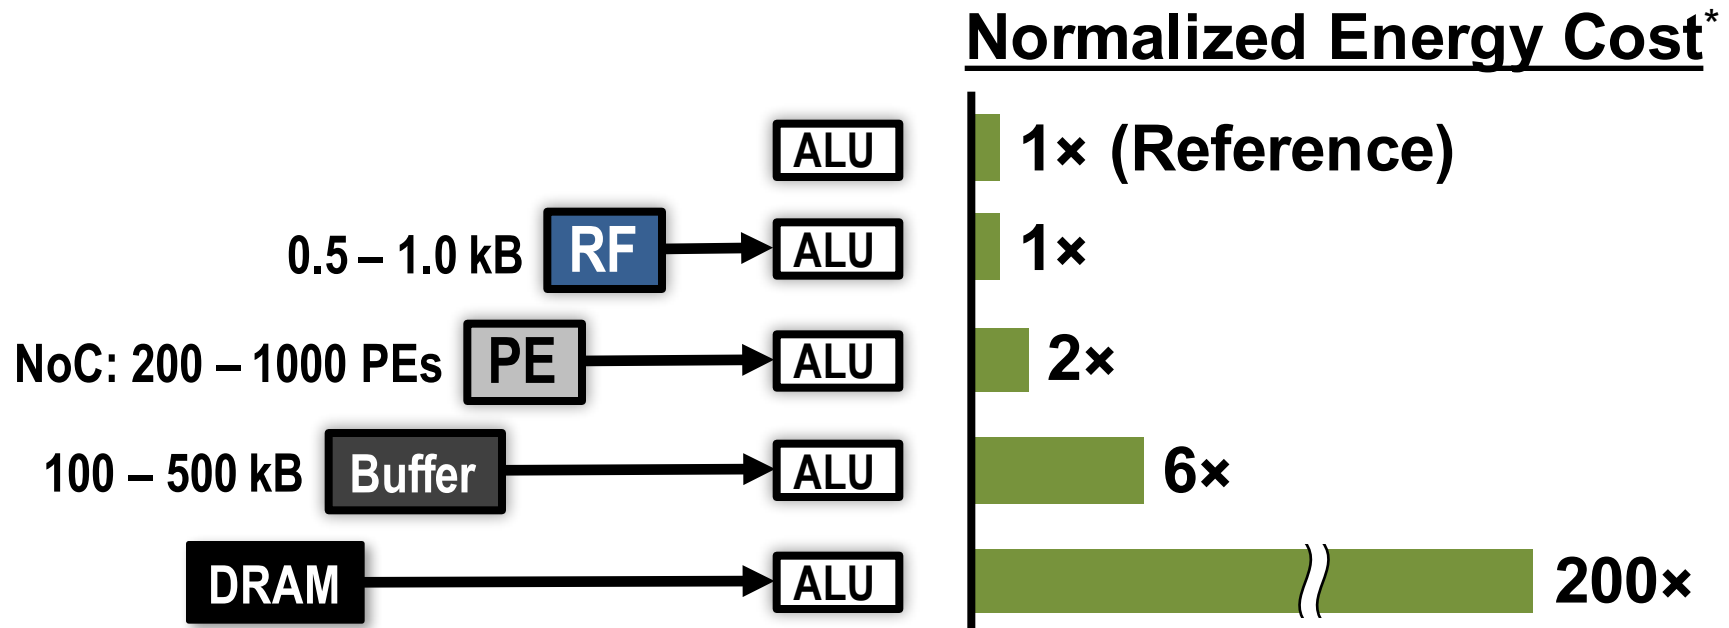 Normalized Energy Cost*
ALU 1× (Reference)
0.5 – 1.0 kB RF ALU 1×
NoC: 200 – 1000 PEs PE ALU 2×
100 – 500 kB Buffer ALU 6×
DRAM ALU 200×